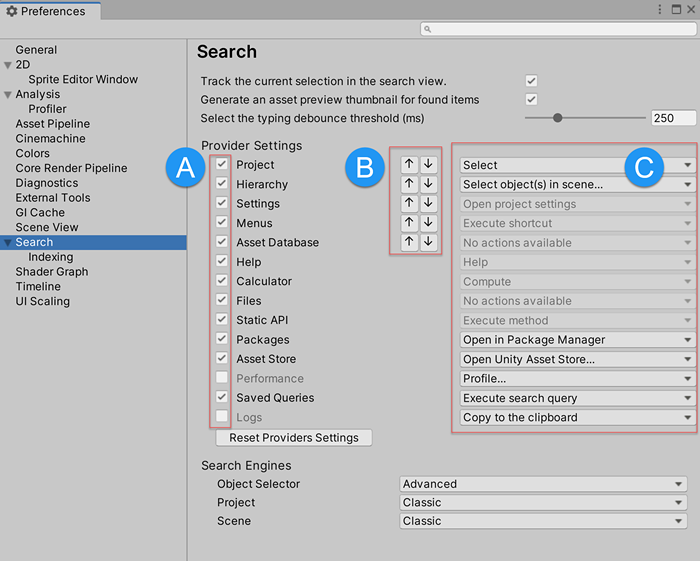 Preferences
General
2D
Sprite Editor Window
Analysis
Profiler
Asset Pipeline
Cinemachine
Colors
Core Render Pipeline
Diagnostics
External Tools
GI Cache
Scene View
Search
Indexing
Shader Graph
Timeline
UI Scaling
Search
Track the current selection in the search view.
Generate an asset preview thumbnail for found items
Select the typing debounce threshold (ms) 250
Provider Settings
A B C
Project Select
Hierarchy Select object(s) in scene...
Settings Open project settings
Menus Execute shortcut
Asset Database No actions available
Help Help
Calculator Compute
Files No actions available
Static API Execute method
Packages Open in Package Manager
Asset Store Open Unity Asset Store...
Performance Profile...
Saved Queries Execute search query
Logs Copy to the clipboard
Reset Providers Settings
Search Engines
Object Selector Advanced
Project Classic
Scene Classic